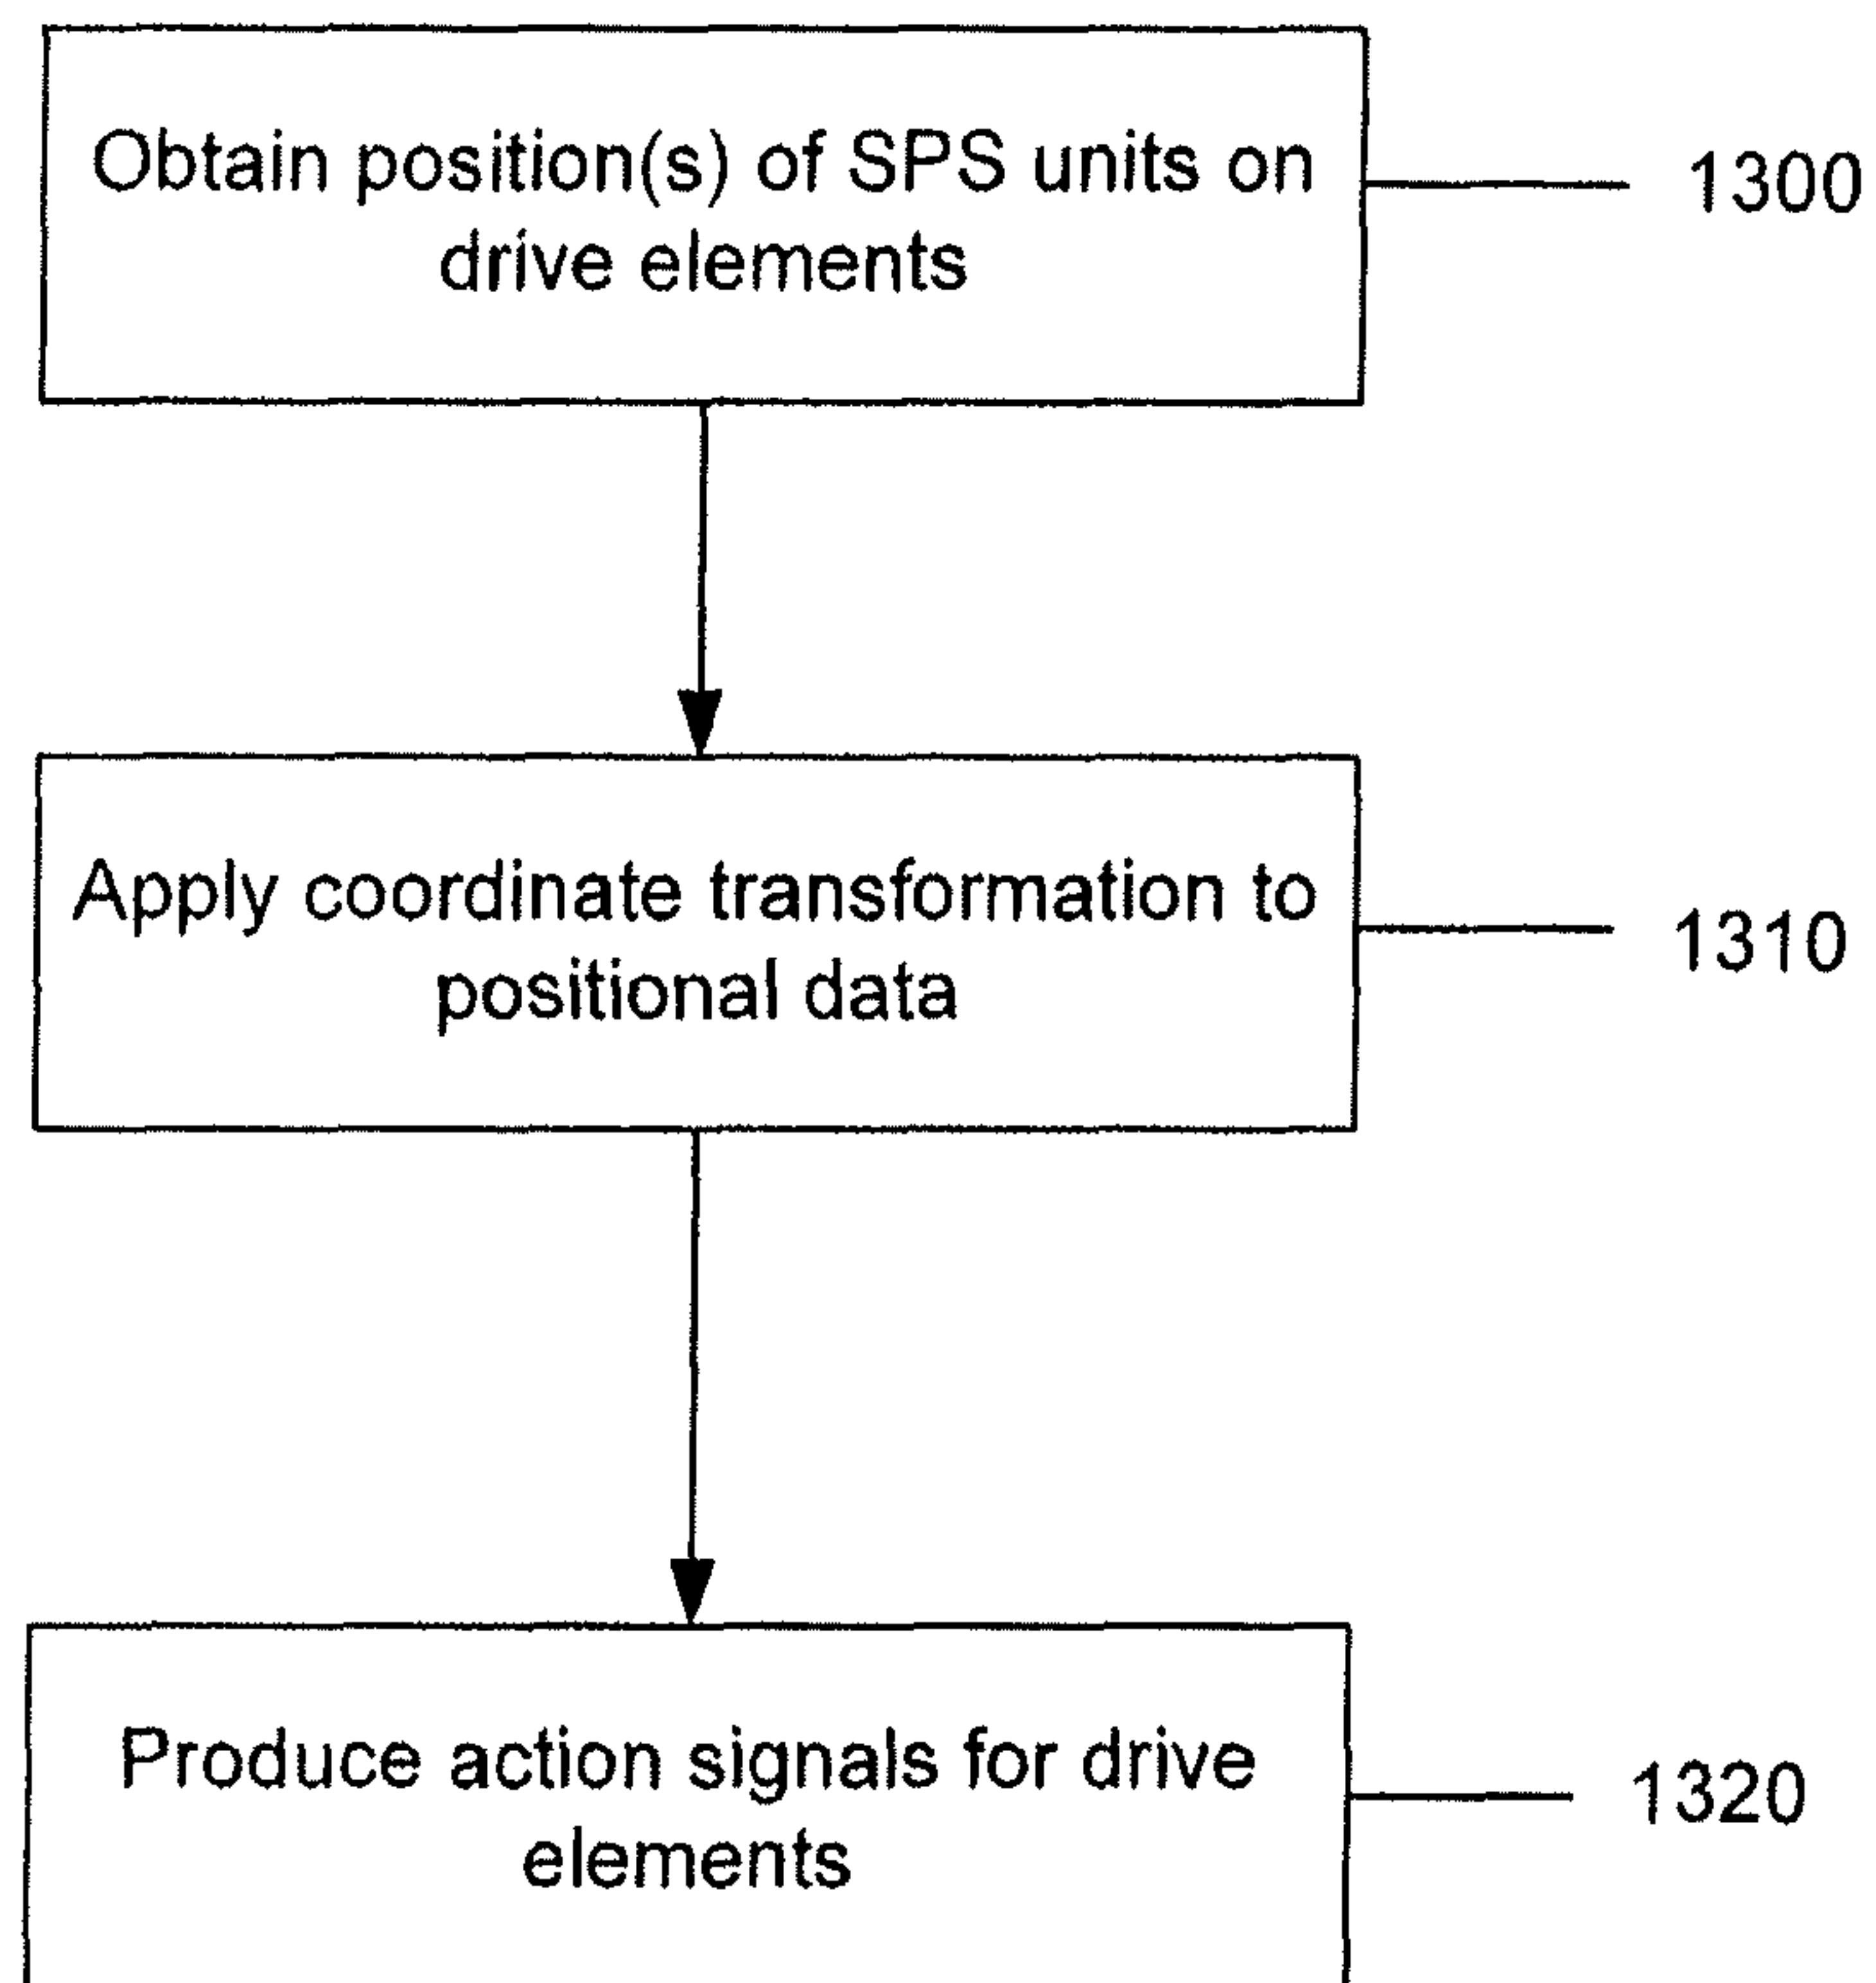 Obtain position(s) of SPS units on
drive elements
1300
Apply coordinate transformation to
positional data
1310
Produce action signals for drive
elements
1320